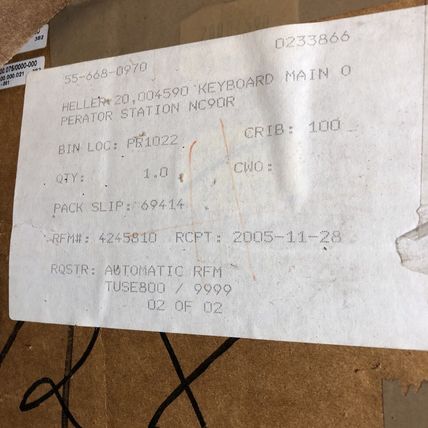 55-668-0970 0233866
HELLER 20,004590 KEYBOARD MAIN O
PERATOR STATION NC90R
BIN LOC: PR1022 CRIB: 100
QTY: 1.0 CWO:
PACK SLIP: 69414
RFM#: 4245810 RCPT: 2005-11-28
RQSTR: AUTOMATIC RFM
TUSE800 / 9999
02 OF 02